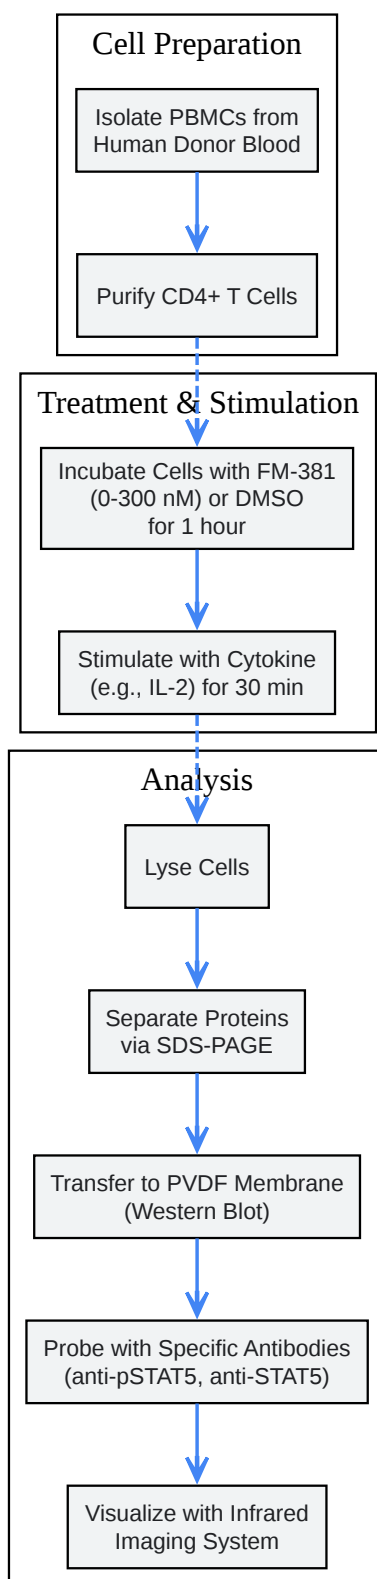 Cell Preparation
Isolate PBMCs from
Human Donor Blood
Purify CD4+ T Cells
Treatment & Stimulation
Incubate Cells with FM-381
(0-300 nM) or DMSO
for 1 hour
Stimulate with Cytokine
(e.g., IL-2) for 30 min
Analysis
Lyse Cells
Separate Proteins
via SDS-PAGE
Transfer to PVDF Membrane
(Western Blot)
Probe with Specific Antibodies
(anti-pSTAT5, anti-STAT5)
Visualize with Infrared
Imaging System